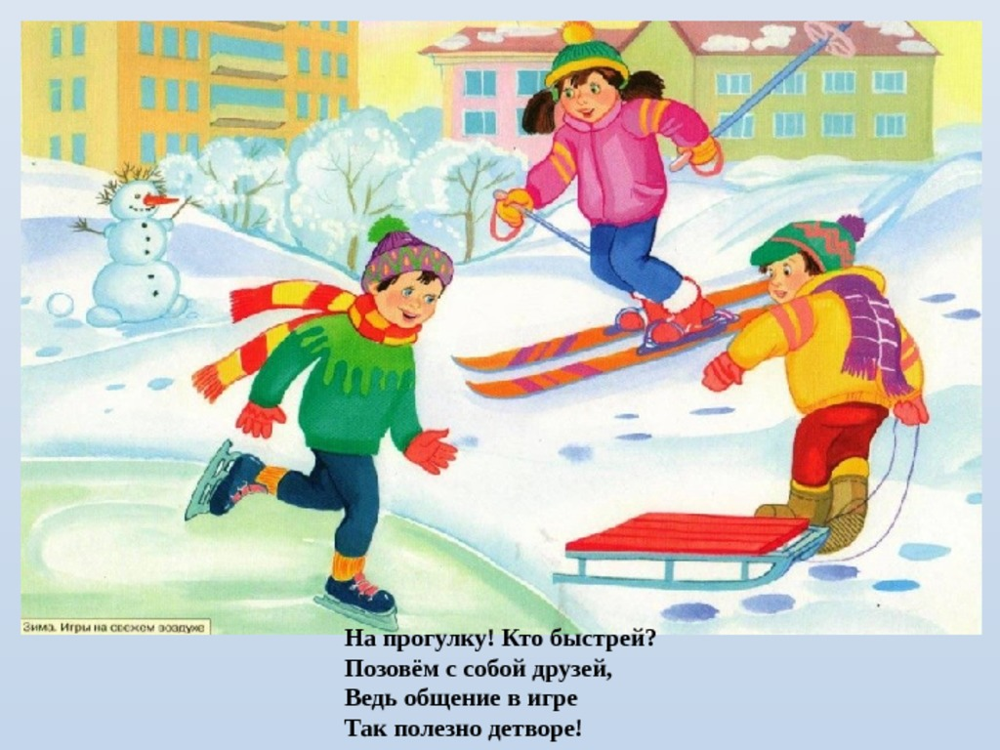 Зима. Игры на свежем воздухе
На прогулку! Кто быстрей?
Позовём с собой друзей,
Ведь общение в игре
Так полезно детворе!